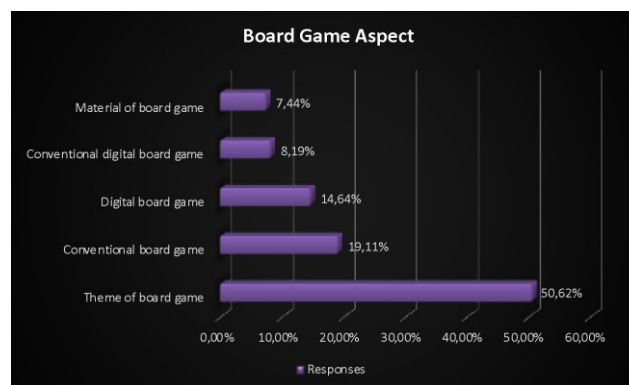 Board Game Aspect
Material of board game
7,44%
Conventional digital board game
8,19%
Digital board game
14,64%
Conventional board game
19,11%
Theme of board game
50,62%
0,00% 10,00% 20,00% 30,00% 40,00% 50,00% 60,00%
Responses